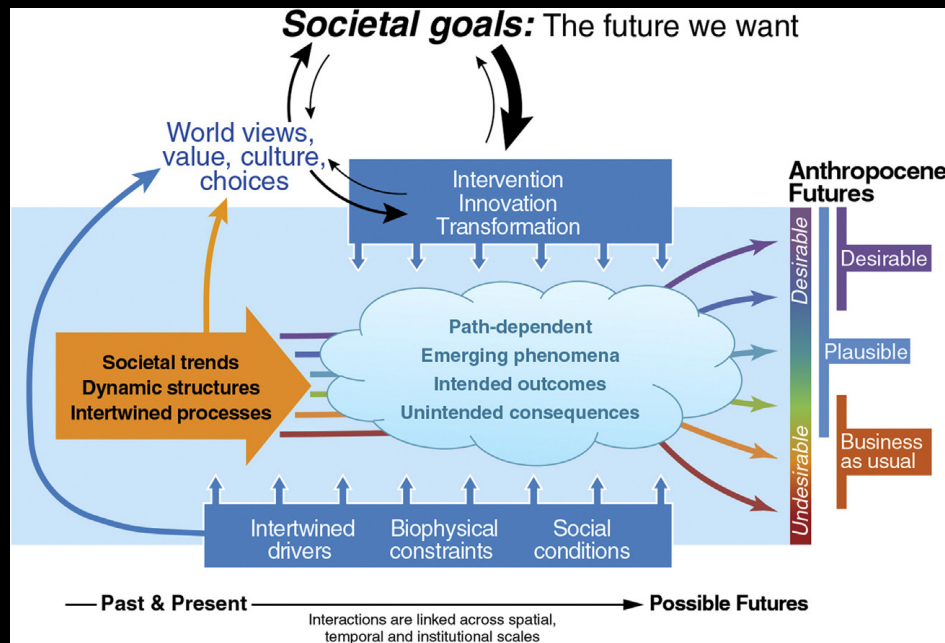 Societal goals: The future we want
World views,
value, culture,
choices
Intervention
Innovation
Transformation
Anthropocene
Futures
Desirable
Undesirable
Desirable
Plausible
Business
as usual
Societal trends
Dynamic structures
Intertwined processes
Path-dependent
Emerging phenomena
Intended outcomes
Unintended consequences
Intertwined
drivers
Biophysical
constraints
Social
conditions
Past & Present
Possible Futures
Interactions are linked across spatial,
temporal and institutional scales